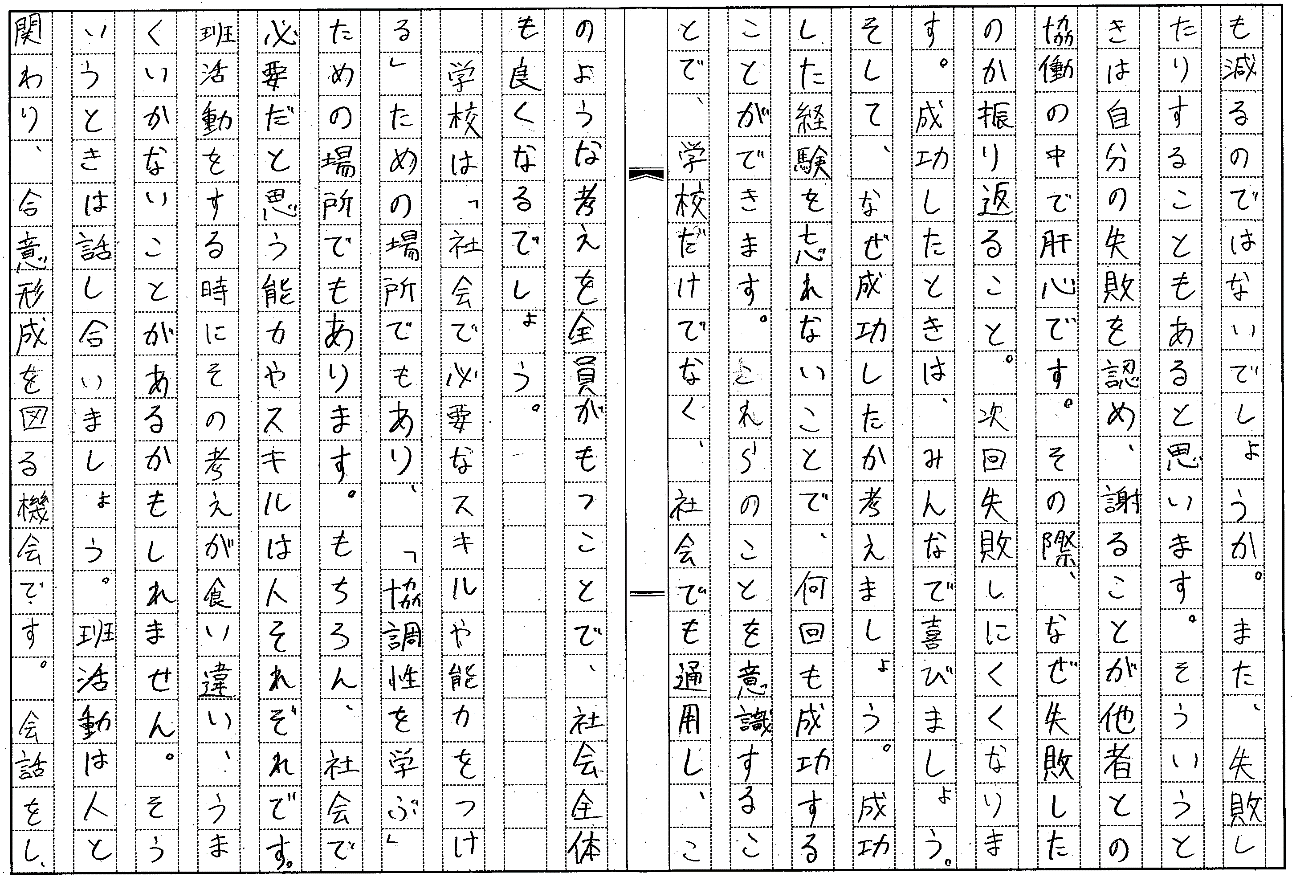 も減るのではないでしょうか。また、失敗し
たりすることもあると思います。そういうと
きは自分の失敗を認め、謝ることが他者との
協働の中で肝心です。その際、なぜ失敗した
のか振り返ること。次回失敗しにくくなりま
す。成功したときは、みんなで喜びましょう。
そして、なぜ成功したか考えましょう。成功
した経験を忘れないことで、何回も成功する
ことができます。これらのことを意識するこ
とで、学校だけでなく、社会でも通用し、こ
のような考えを全員がもつことで、社会全体
も良くなるでしょう。
学校は「社会で必要なスキルや能力をつけ
る」ための場所でもあり、「協調性を学ぶ」
ための場所でもあります。もちろん、社会で
必要だと思う能力やスキルは人それぞれです。
班活動をする時にその考えが食い違い、うま
くいかないことがあるかもしれません。そう
いうときは話し合いましょう。班活動は人と
関わり、合意形成を図る機会です。会話をし、